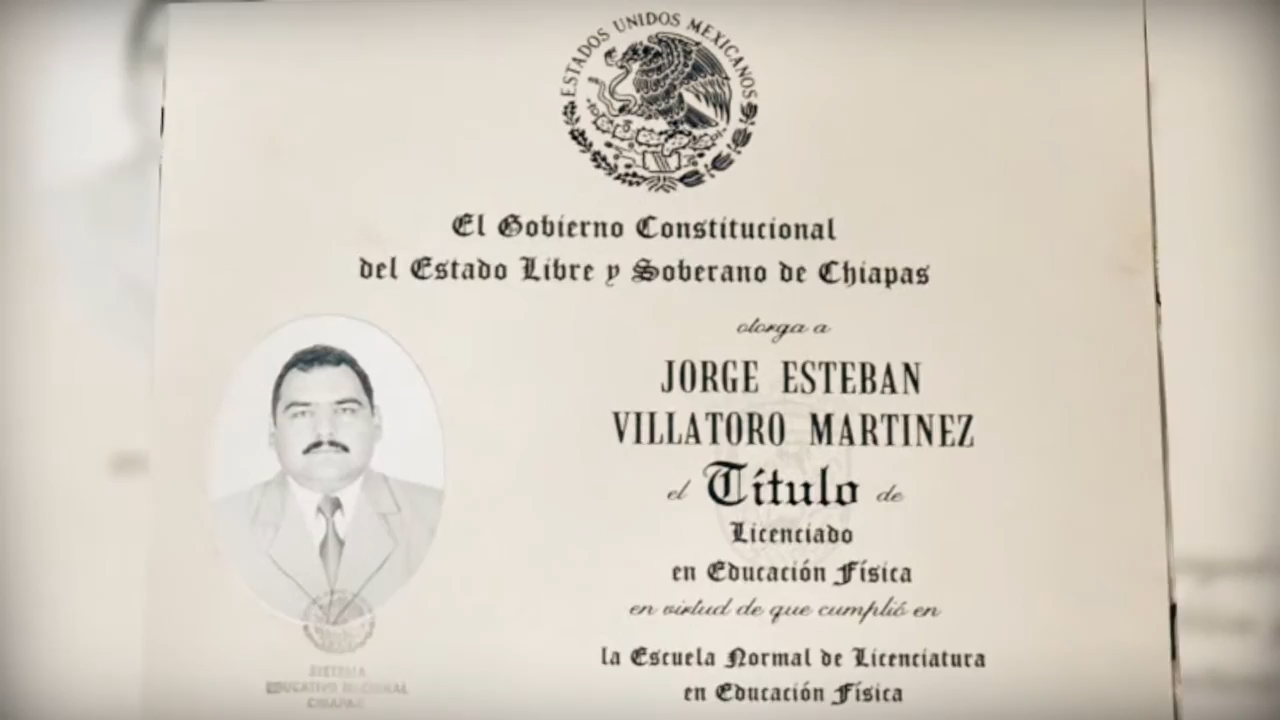 ESTADOS UNIDOS MEXICANOS
El Gobierno Constitucional
del Estado Libre y Soberano de Chiapas
otorga a
JORGE ESTEBAN
VILLATORO MARTINEZ
el Título de
Licenciado
en Educación Física
en virtud de que cumplió en
la Escuela Normal de Licenciatura
en Educación Física
SISTEMA
EDUCATIVO NACIONAL
CHIAPAS